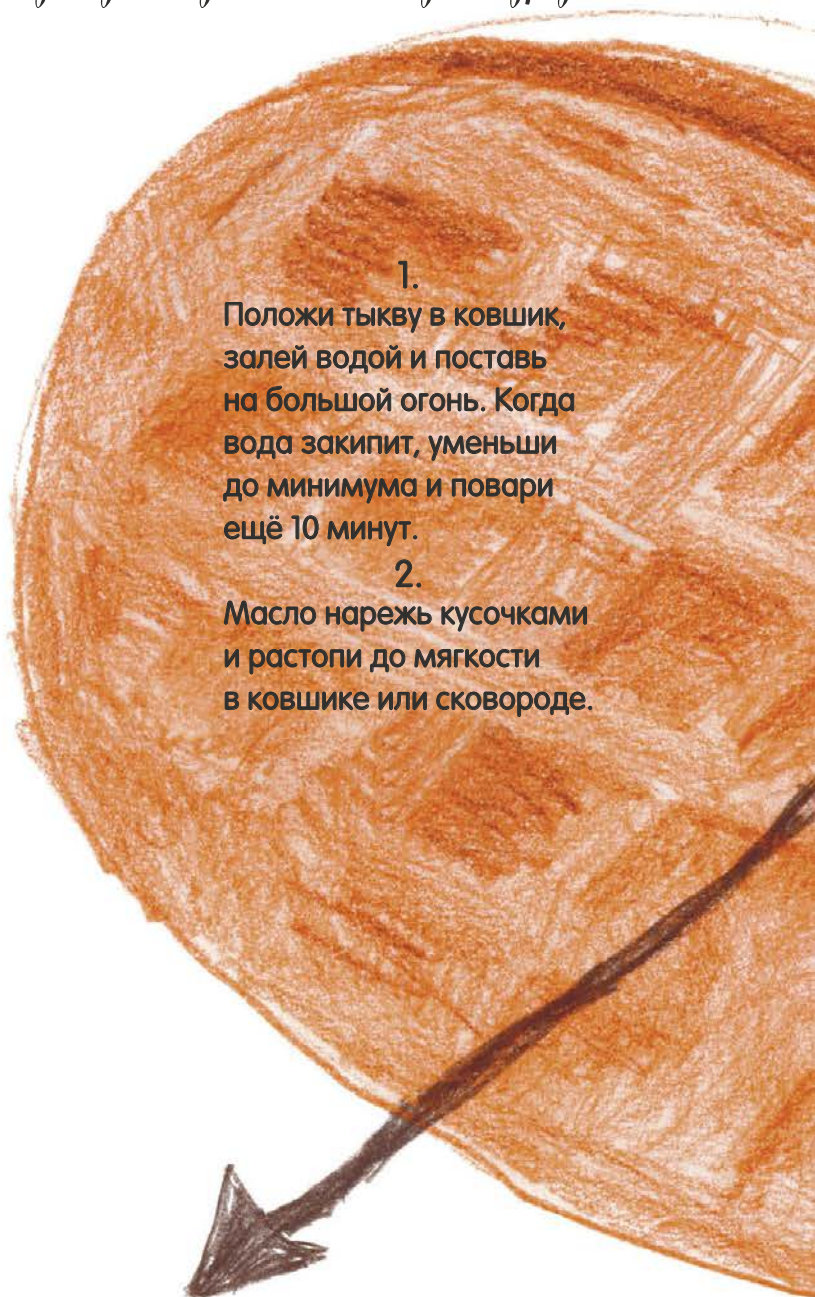 1.
Положи тыкву в ковшик,
залей водой и поставь
на большой огонь. Когда
вода закипит, уменьши
до минимума и повари
ещё 10 минут.
2.
Масло нарежь кусочками
и растопи до мягкости
в ковшике или сковороде.